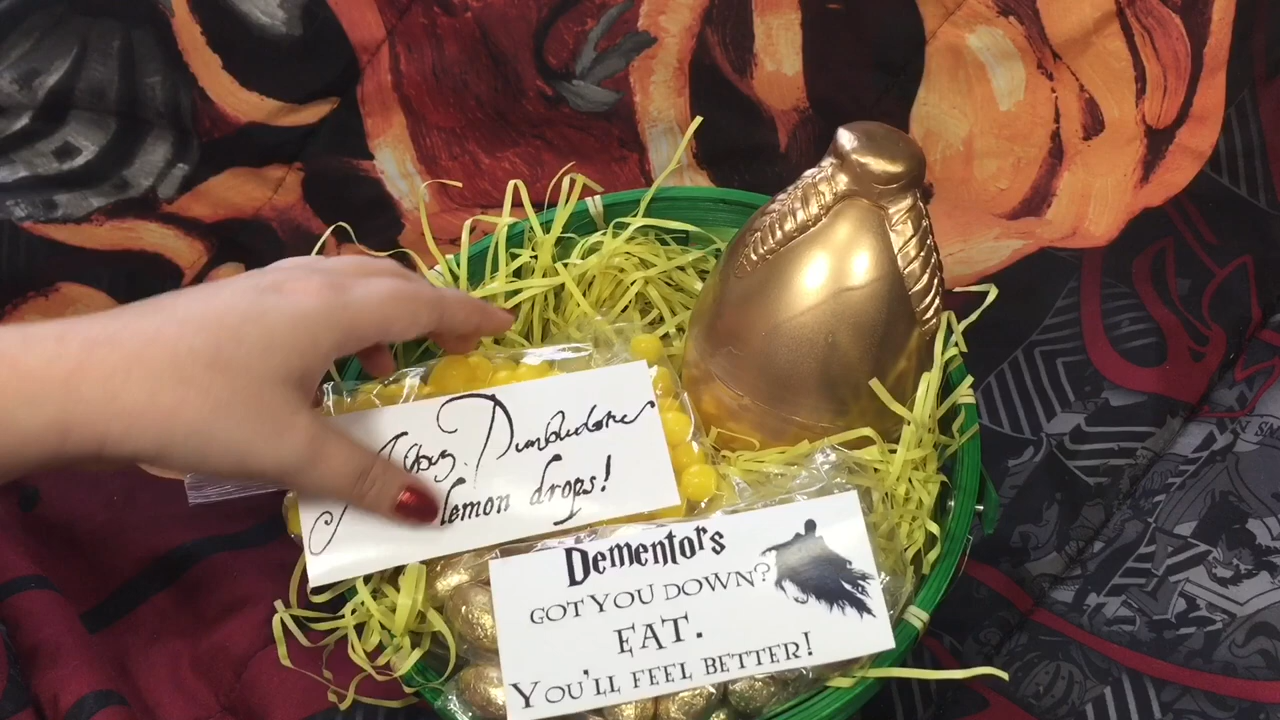 Dumbledore
lemon drops!
Dementors
GOT YOU DOWN?
EAT.
YOU'LL FEEL BETTER!